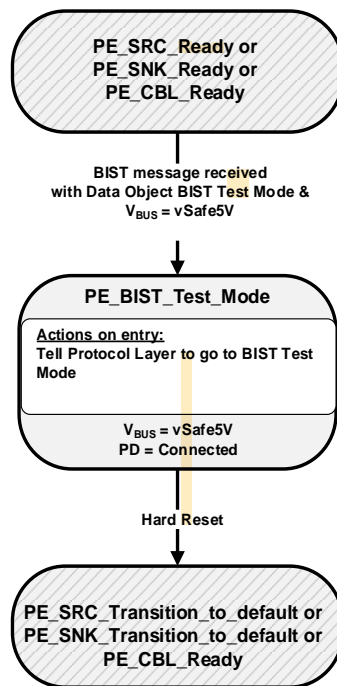 PE_SRC_Ready or
PE_SNK_Ready or
PE_CBL_Ready
BIST message received
with Data Object BIST Test Mode &
VBUS = vSafe5V
PE_BIST_Test_Mode
Actions on entry:
Tell Protocol Layer to go to BIST Test
Mode
VBUS = vSafe5V
PD = Connected
Hard Reset
PE_SRC_Transition_to_default or
PE_SNK_Transition_to_default or
PE_CBL_Ready